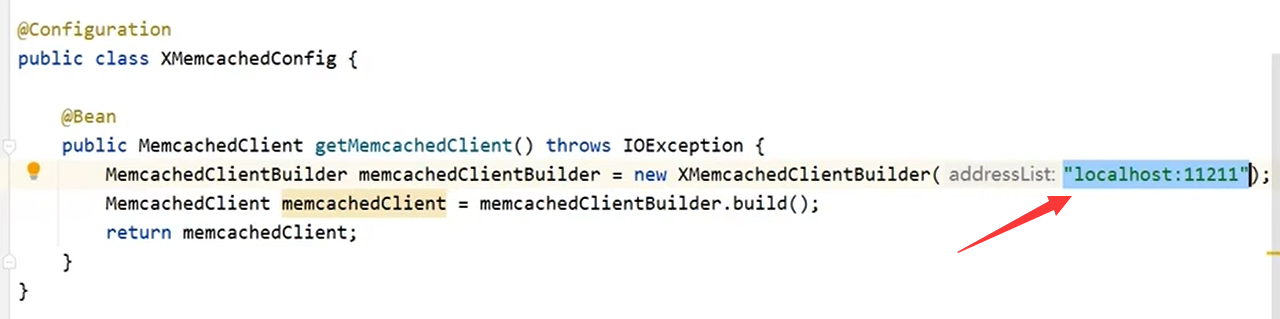 @Configuration
public class XMemcachedConfig {
@Bean
public MemcachedClient getMemcachedClient() throws IOException {
MemcachedClientBuilder memcachedClientBuilder = new XMemcachedClientBuilder( addressList: "localhost:11211");
MemcachedClient memcachedClient = memcachedClientBuilder.build();
return memcachedClient;
}
}